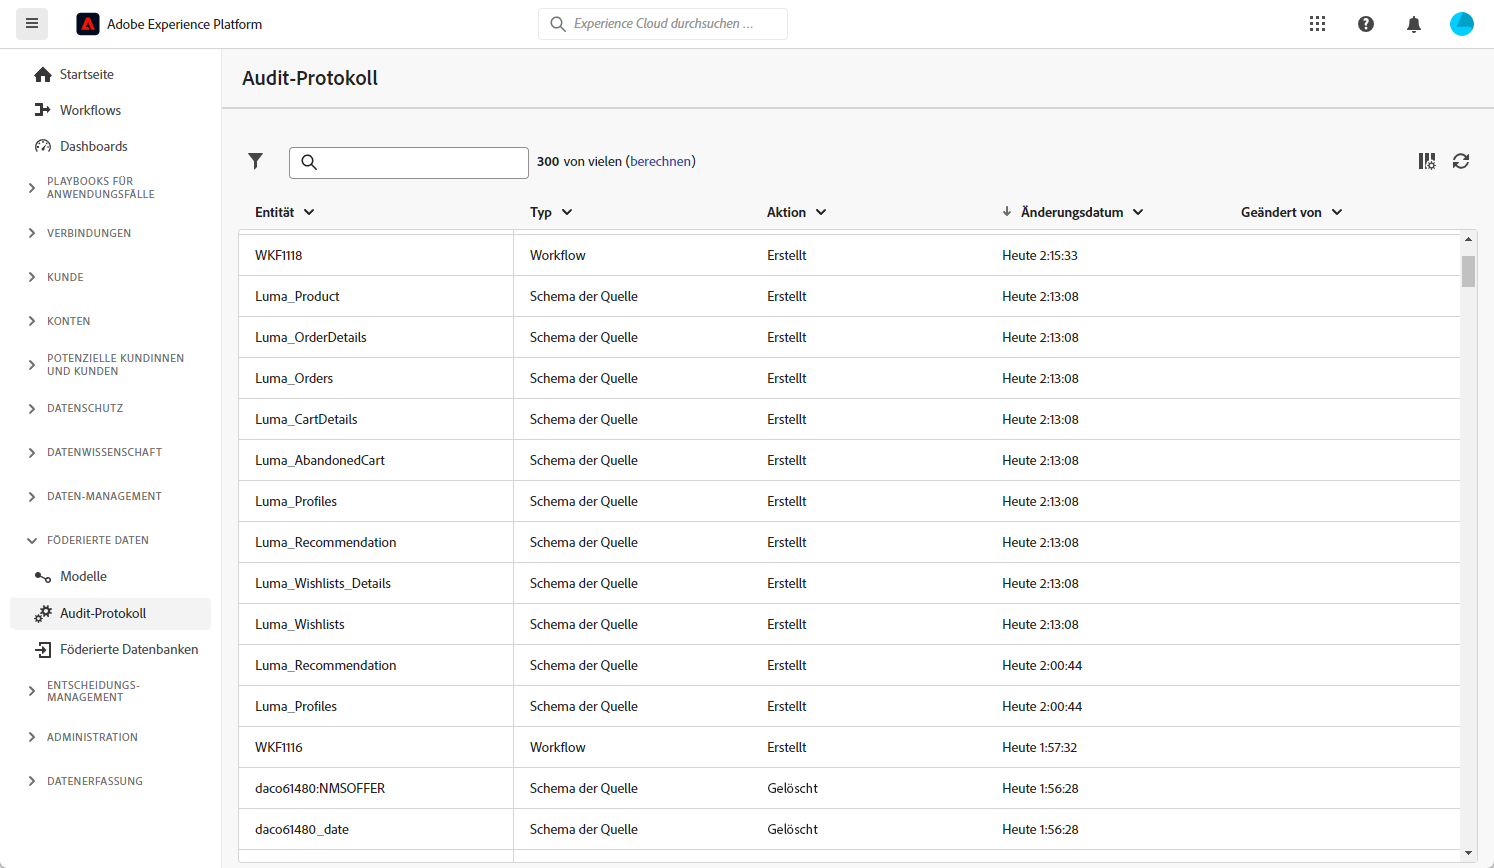 Adobe Experience Platform
Experience Cloud durchsuchen ...
Startseite
Workflows
Dashboards
PLAYBOOKS FÜR
ANWENDUNGSFÄLLE
VERBINDUNGEN
KUNDE
KONTEN
POTENZIELLE KUNDINNEN
UND KUNDEN
DATENSCHUTZ
DATENWISSENSCHAFT
DATEN-MANAGEMENT
FÖDERIERTE DATEN
Modelle
Audit-Protokoll
Föderierte Datenbanken
ENTSCHEIDUNGS-
MANAGEMENT
ADMINISTRATION
DATENERFASSUNG
Audit-Protokoll
300 von vielen (berechnen)
Entität Typ Aktion Änderungsdatum Geändert von
WKF1118 Workflow Erstellt Heute 2:15:33
Luma_Product Schema der Quelle Erstellt Heute 2:13:08
Luma_OrderDetails Schema der Quelle Erstellt Heute 2:13:08
Luma_Orders Schema der Quelle Erstellt Heute 2:13:08
Luma_CartDetails Schema der Quelle Erstellt Heute 2:13:08
Luma_AbandonedCart Schema der Quelle Erstellt Heute 2:13:08
Luma_Profiles Schema der Quelle Erstellt Heute 2:13:08
Luma_Recommendation Schema der Quelle Erstellt Heute 2:13:08
Luma_Wishlists_Details Schema der Quelle Erstellt Heute 2:13:08
Luma_Wishlists Schema der Quelle Erstellt Heute 2:13:08
Luma_Recommendation Schema der Quelle Erstellt Heute 2:00:44
Luma_Profiles Schema der Quelle Erstellt Heute 2:00:44
WKF1116 Workflow Erstellt Heute 1:57:32
daco61480:NMSOFFER Schema der Quelle Gelöscht Heute 1:56:28
daco61480_date Schema der Quelle Gelöscht Heute 1:56:28